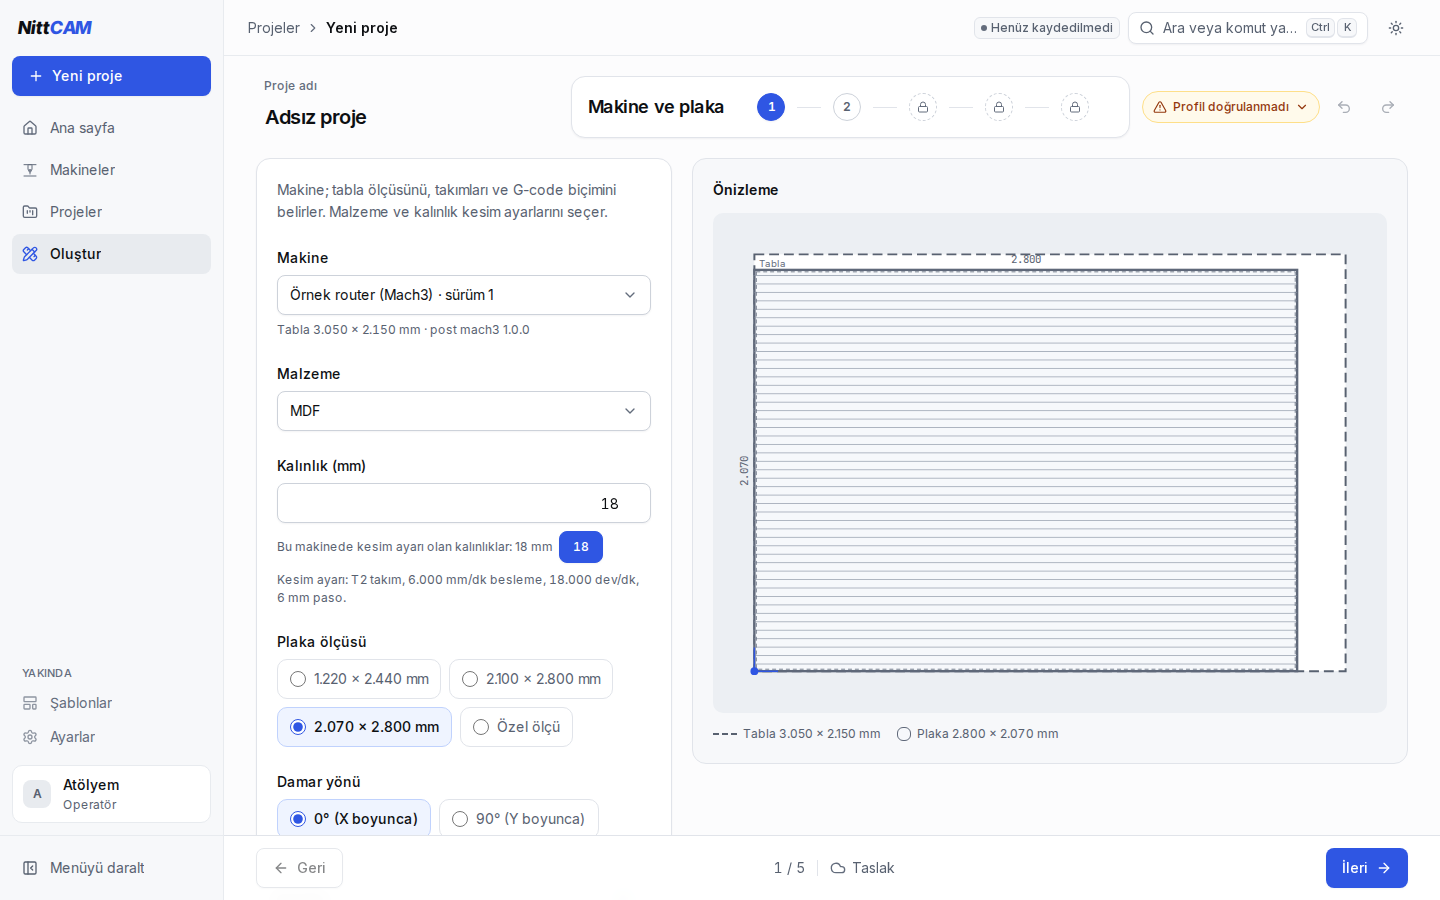 NittCAM
Yeni proje
Ana sayfa
Makineler
Projeler
Oluştur
YAKINDA
Şablonlar
Ayarlar
A
Atölyem
Operatör
Menüyü daralt
Projeler > Yeni proje
Henüz kaydedilmedi
Ara veya komut ya...
Ctrl K
Proje adı
Adsız proje
Makine ve plaka
1
2
Profil doğrulanmadı
Makine; tabla ölçüsünü, takımları ve G-code biçimini
belirler. Malzeme ve kalınlık kesim ayarlarını seçer.
Makine
Örnek router (Mach3) · sürüm 1
Tabla 3.050 × 2.150 mm · post mach3 1.0.0
Malzeme
MDF
Kalınlık (mm)
18
Bu makinede kesim ayarı olan kalınlıklar: 18 mm
18
Kesim ayarı: T2 takım, 6.000 mm/dk besleme, 18.000 dev/dk,
6 mm paso.
Plaka ölçüsü
1.220 × 2.440 mm
2.100 × 2.800 mm
2.070 × 2.800 mm
Özel ölçü
Damar yönü
0° (X boyunca)
90° (Y boyunca)
Önizleme
Tabla
2.800
2.070
Tabla 3.050 × 2.150 mm
Plaka 2.800 × 2.070 mm
Geri
1 / 5
Taslak
İleri